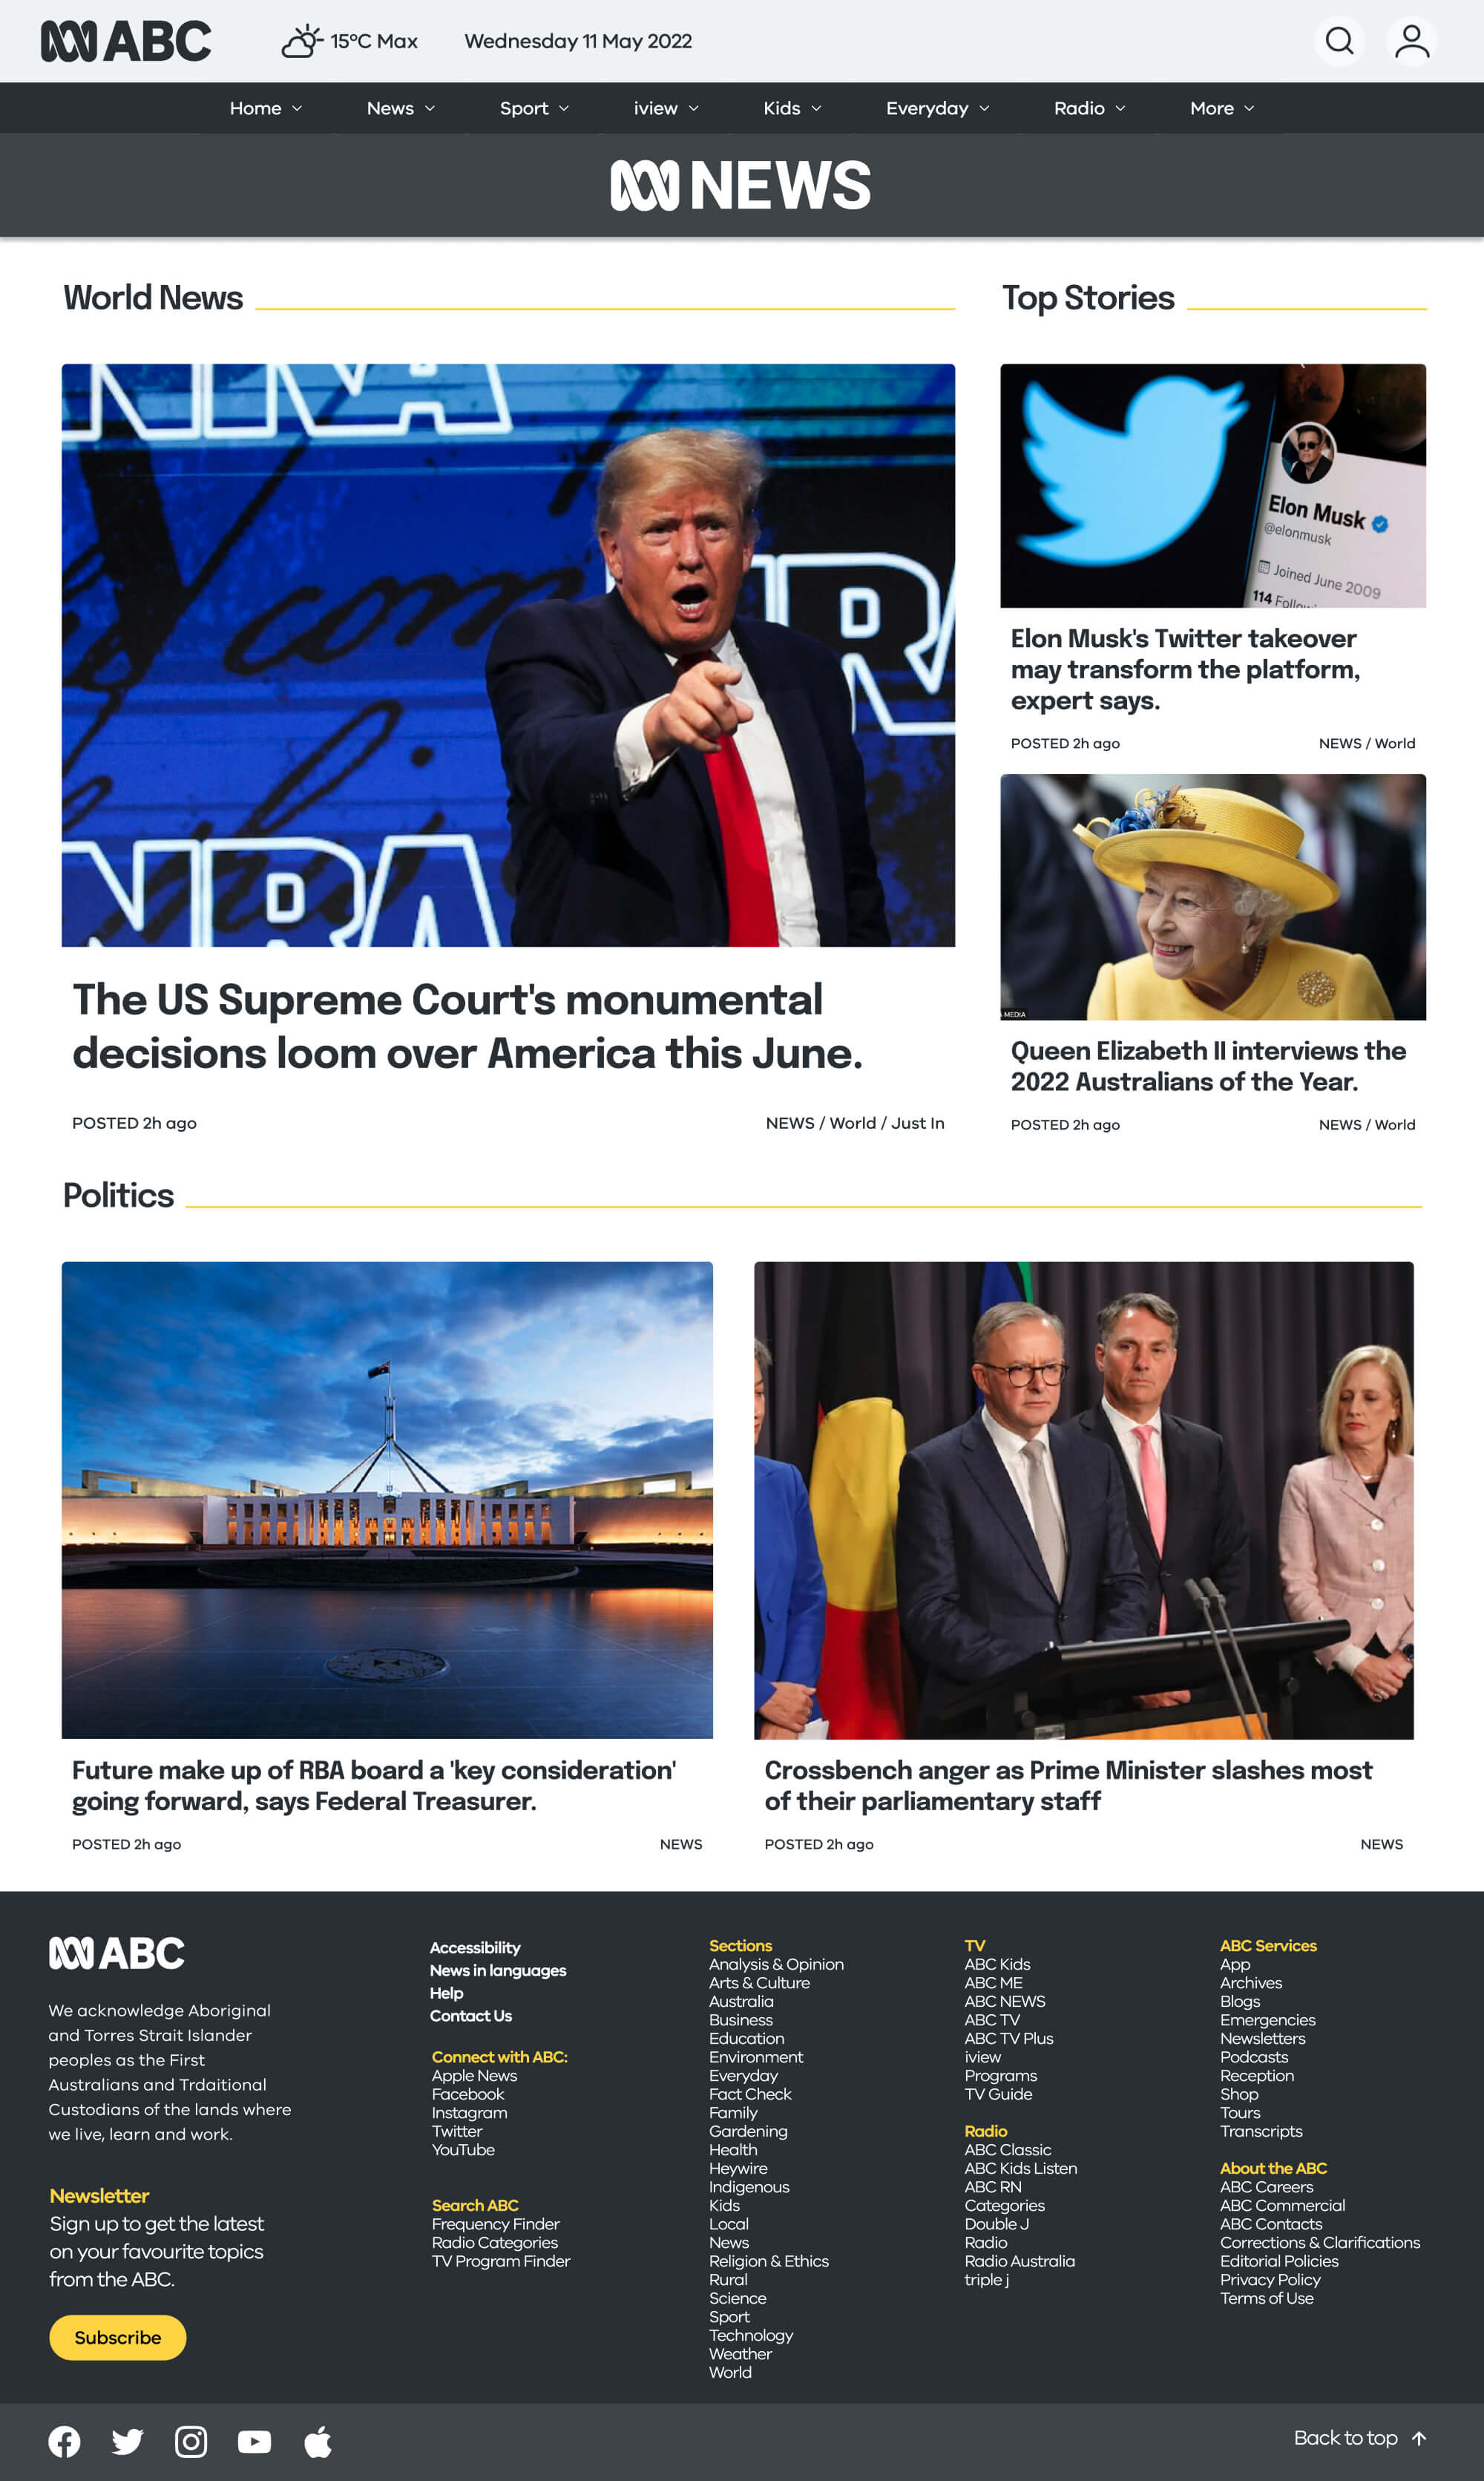 ABC
15°C Max
Wednesday 11 May 2022
Home
News
Sport
iview
Kids
Everyday
Radio
More
NEWS
World News
NRA
NRA
The US Supreme Court's monumental
decisions loom over America this June.
POSTED 2h ago
NEWS / World / Just In
Top Stories
Elon Musk
@elonmusk
Joined June 2009
114
Elon Musk's Twitter takeover
may transform the platform,
expert says.
POSTED 2h ago
NEWS / World
MEDIA
Queen Elizabeth II interviews the
2022 Australians of the Year.
POSTED 2h ago
NEWS / World
Politics
Future make up of RBA board a 'key consideration'
going forward, says Federal Treasurer.
POSTED 2h ago
NEWS
Crossbench anger as Prime Minister slashes most
of their parliamentary staff
POSTED 2h ago
NEWS
ABC
We acknowledge Aboriginal
and Torres Strait Islander
peoples as the First
Australians and Trdaitional
Custodians of the lands where
we live, learn and work.
Newsletter
Sign up to get the latest
on your favourite topics
from the ABC.
Subscribe
Accessibility
News in languages
Help
Contact Us
Connect with ABC:
Apple News
Facebook
Instagram
Twitter
YouTube
Search ABC
Frequency Finder
Radio Categories
TV Program Finder
Sections
Analysis & Opinion
Arts & Culture
Australia
Business
Education
Environment
Everyday
Fact Check
Family
Gardening
Health
Heywire
Indigenous
Kids
Local
News
Religion & Ethics
Rural
Science
Sport
Technology
Weather
World
TV
ABC Kids
ABC ME
ABC NEWS
ABC TV
ABC TV Plus
iview
Programs
TV Guide
Radio
ABC Classic
ABC Kids Listen
ABC RN
Categories
Double J
Radio
Radio Australia
triple j
ABC Services
App
Archives
Blogs
Emergencies
Newsletters
Podcasts
Reception
Shop
Tours
Transcripts
About the ABC
ABC Careers
ABC Commercial
ABC Contacts
Corrections & Clarifications
Editorial Policies
Privacy Policy
Terms of Use
Back to top